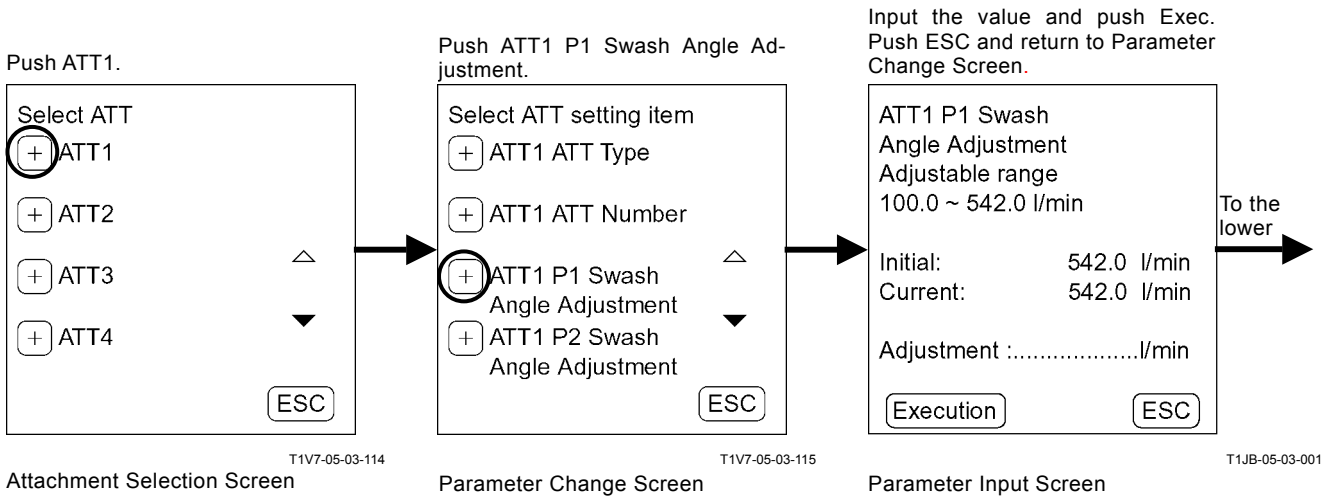 Push ATT1.
Select ATT
+ ATT1
+ ATT2
+ ATT3
+ ATT4
ESC
T1V7-05-03-114
Attachment Selection Screen
Push ATT1 P1 Swash Angle Ad-
justment.
Select ATT setting item
+ ATT1 ATT Type
+ ATT1 ATT Number
+ ATT1 P1 Swash
Angle Adjustment
+ ATT1 P2 Swash
Angle Adjustment
ESC
T1V7-05-03-115
Parameter Change Screen
Input the value and push Exec.
Push ESC and return to Parameter
Change Screen.
ATT1 P1 Swash
Angle Adjustment
Adjustable range
100.0 ~ 542.0 l/min
Initial: 542.0 l/min
Current: 542.0 l/min
Adjustment :...................l/min
Execution ESC
T1JB-05-03-001
Parameter Input Screen
To the
lower